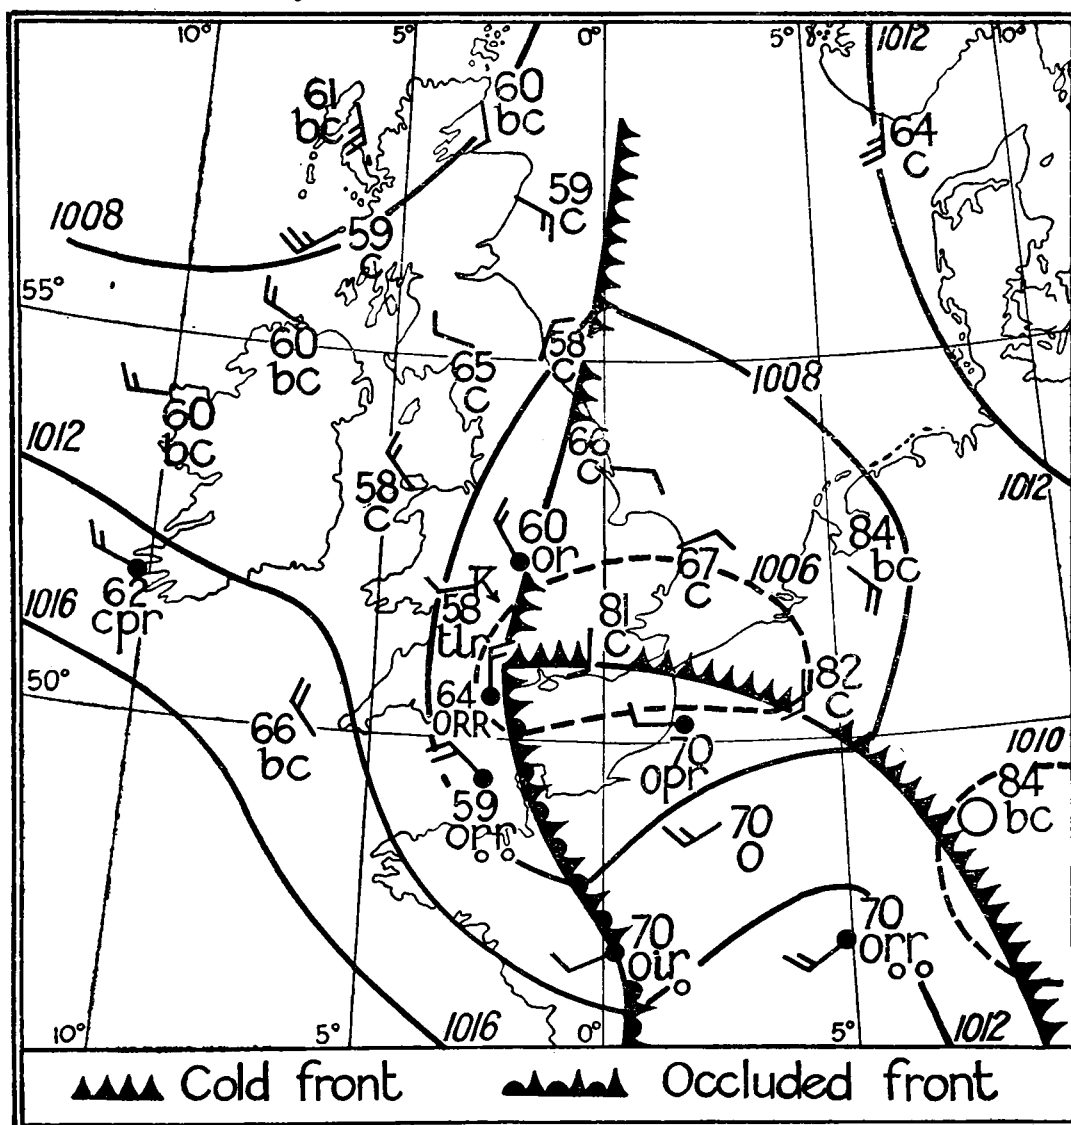 10° 5° 0° 5° 10°
1012
61
bc
60
bc
64
C
59
C
1008
59
C
55°
60
bc
65
C
58
C
1008
60
bc
1012
58
C
66
C
1012
84
bc
60
or
67
C
1006
62
cpr
1016
58
tlr
81
C
50°
64
ORR
82
C
66
bc
70
opr
1010
84
bc
59
orr
70
O
70
oir
70
orr
10° 5° 1016 0° 5° 1012
Cold front Occluded front